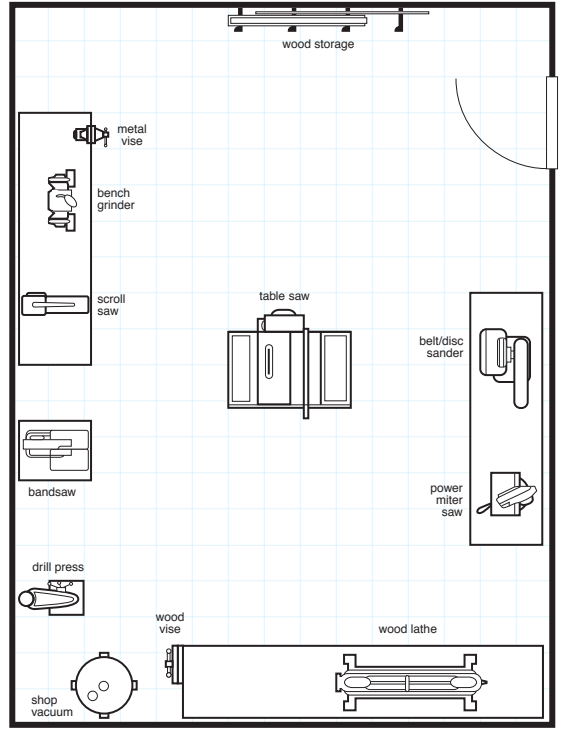 wood storage
metal
vise
bench
grinder
scroll
saw
table saw
belt/disc
sander
bandsaw
power
miter
saw
drill press
wood
vise
wood lathe
shop
vacuum